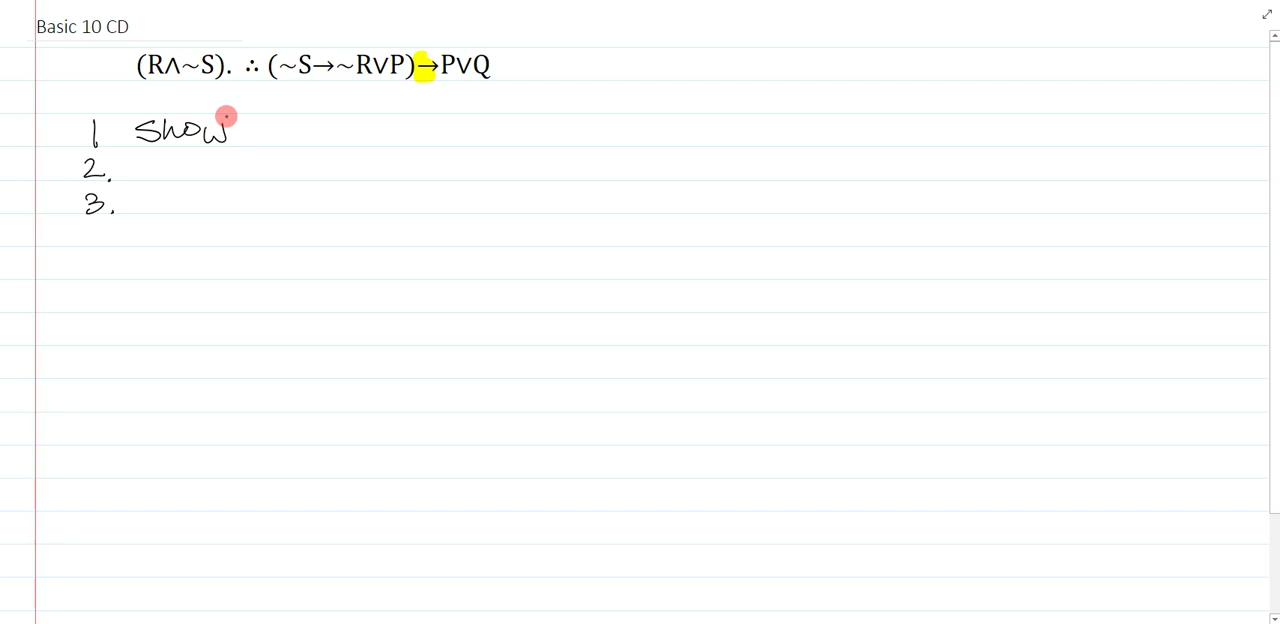 Basic 10 CD
(R∧~S). ∴ (~S→~R∨P)→P∨Q
1 Show
2.
3.